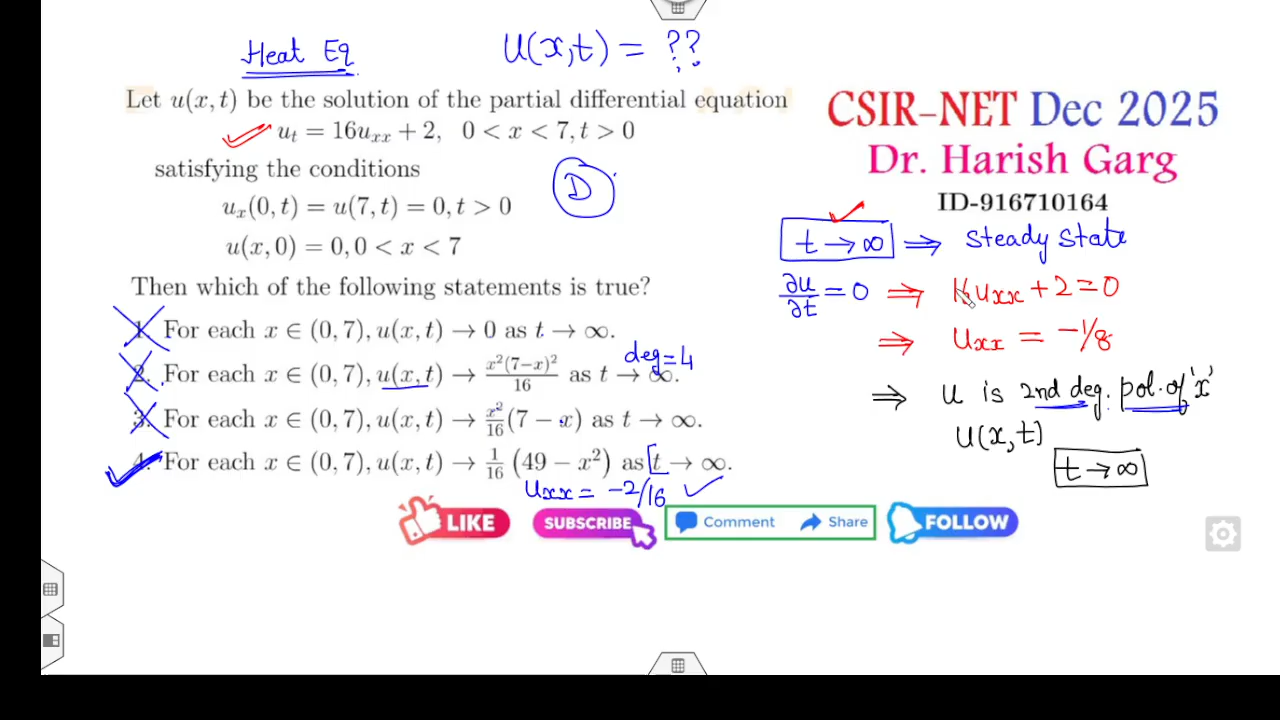 Heat Eq
U(x,t) = ??
Let u(x, t) be the solution of the partial differential equation
u_t = 16u_{xx} + 2, 0 < x < 7, t > 0
satisfying the conditions
D
u_x(0, t) = u(7, t) = 0, t > 0
u(x, 0) = 0, 0 < x < 7
Then which of the following statements is true?
1. For each x ∈ (0, 7), u(x, t) → 0 as t → ∞.
deg=4
2. For each x ∈ (0, 7), u(x, t) → x²(7−x)²/16 as t → ∞.
3. For each x ∈ (0, 7), u(x, t) → x²/16 (7 − x) as t → ∞.
4. For each x ∈ (0, 7), u(x, t) → 1/16 (49 − x²) as t → ∞.
Uxx = -2/16
CSIR-NET Dec 2025
Dr. Harish Garg
ID-916710164
t → ∞ ⇒ Steady State
∂u/∂t = 0 ⇒ 16 Uxx + 2 = 0
⇒ Uxx = -1/8
⇒ U is 2nd deg. pol. of 'x'
U(x,t)
t → ∞
LIKE
SUBSCRIBE
Comment
Share
FOLLOW